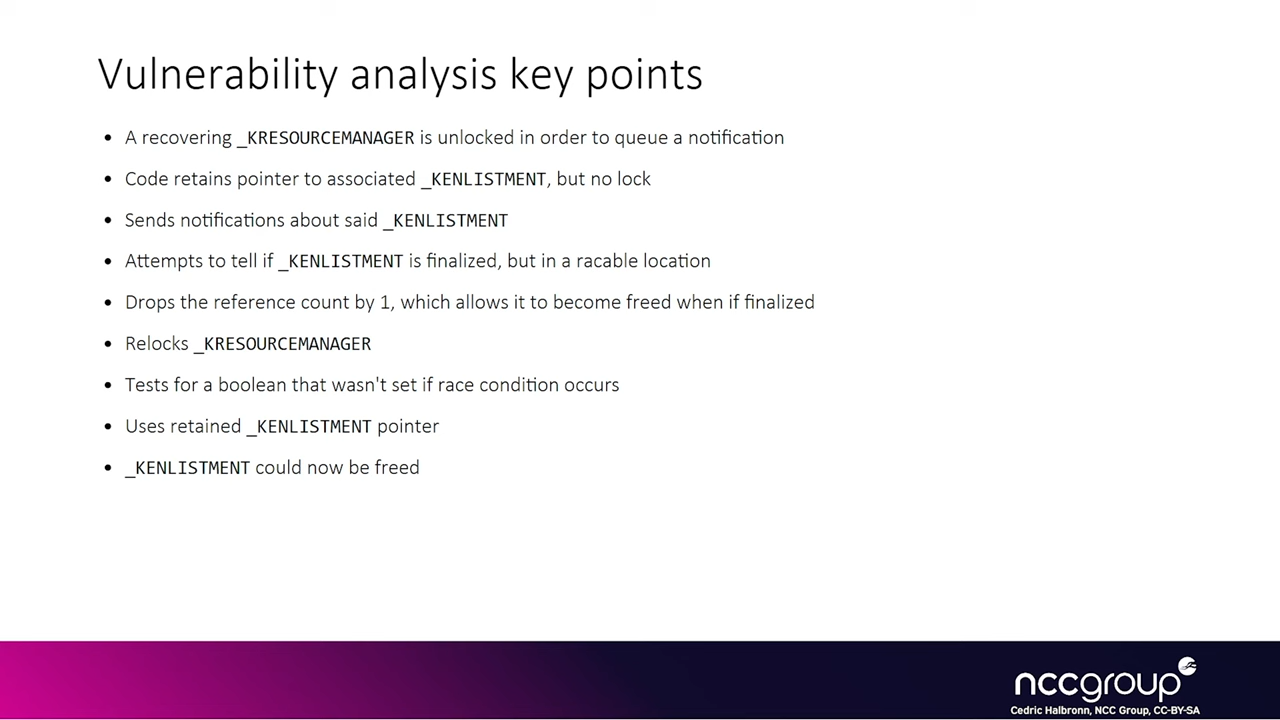 Vulnerability analysis key points
• A recovering _KRESOURCEMANAGER is unlocked in order to queue a notification
• Code retains pointer to associated _KENLISTMENT, but no lock
• Sends notifications about said _KENLISTMENT
• Attempts to tell if _KENLISTMENT is finalized, but in a racable location
• Drops the reference count by 1, which allows it to become freed when if finalized
• Relocks _KRESOURCEMANAGER
• Tests for a boolean that wasn't set if race condition occurs
• Uses retained _KENLISTMENT pointer
• _KENLISTMENT could now be freed
nccgroup
Cedric Halbronn, NCC Group, CC-BY-SA